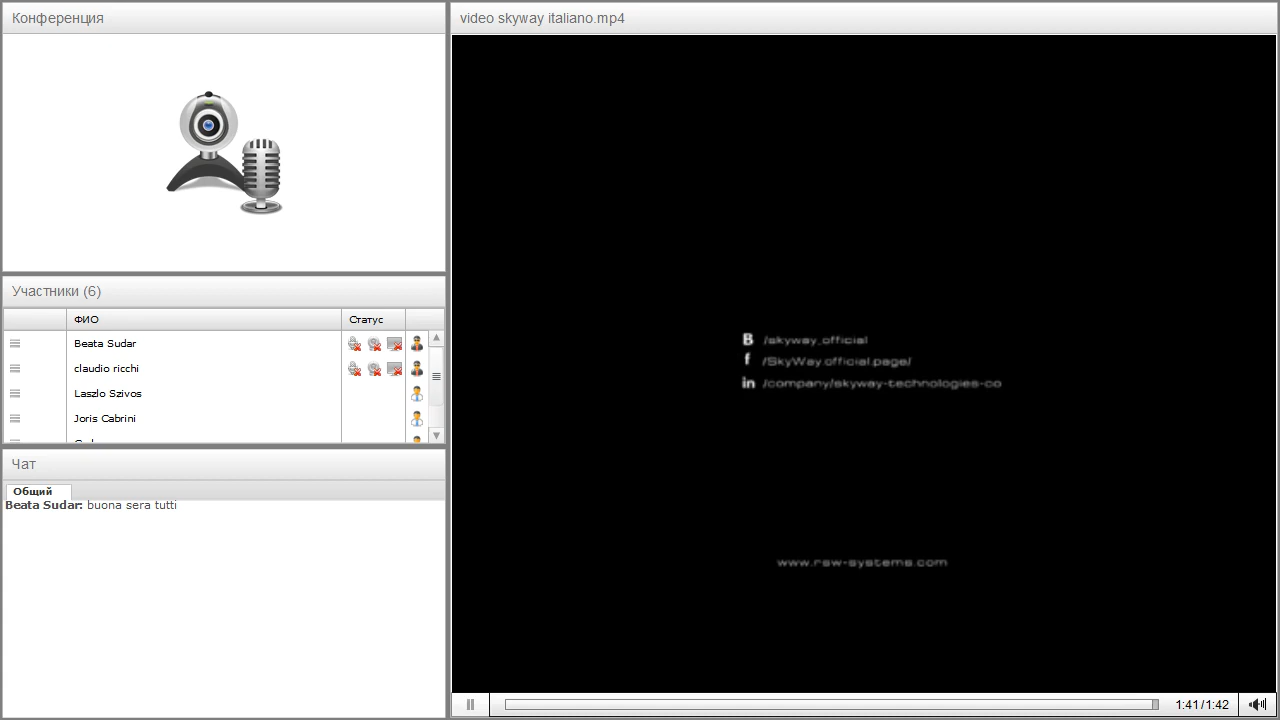 Конференция
Участники (6)
ФИО Статус
Beata Sudar
claudio ricchi
Laszlo Szivos
Joris Cabrini
Чат
Общий
Beata Sudar: buona sera tutti
video skyway italiano.mp4
B /skyway_official
f /SkyWay.official.page/
in /company/skyway-technologies-co
www.rsw-systems.com
1:41/1:42